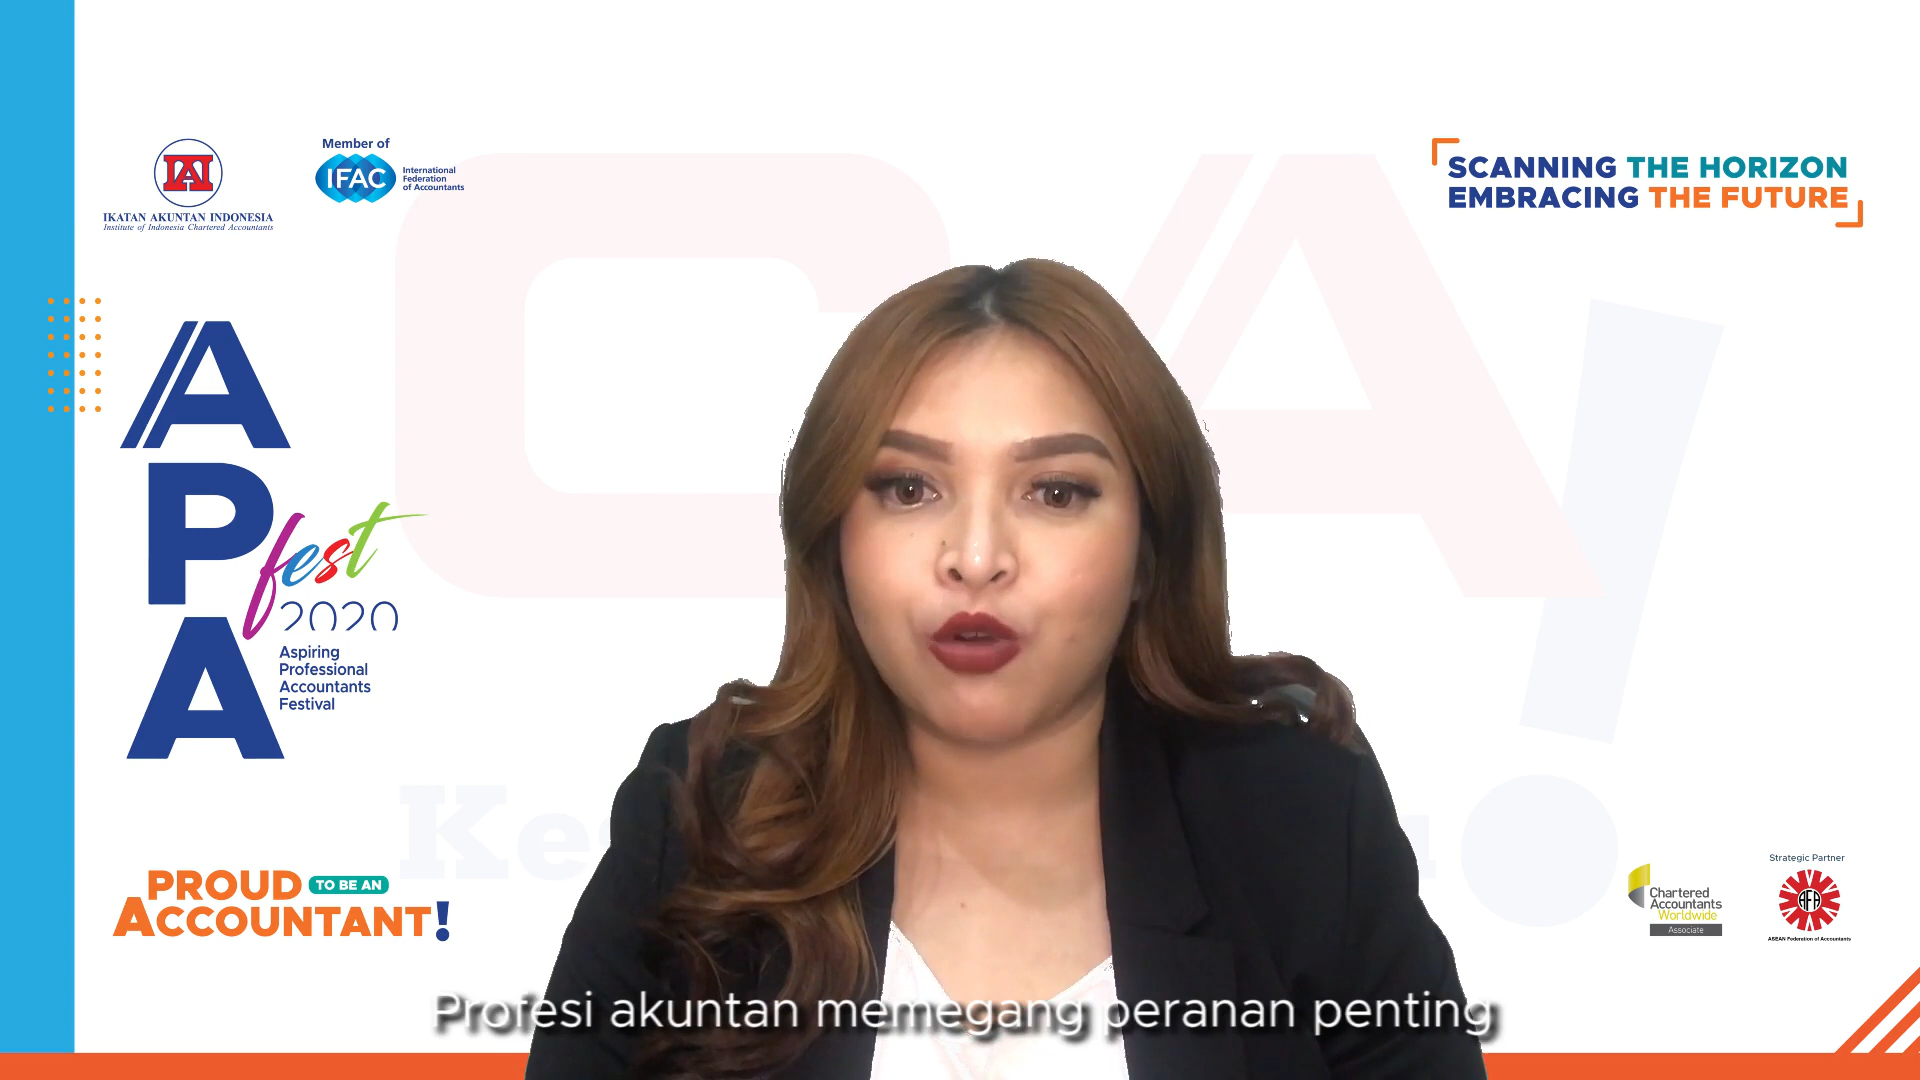 IAI
IKATAN AKUNTAN INDONESIA
Institute of Indonesia Chartered Accountants
Member of
IFAC
International
Federation
of Accountants
SCANNING THE HORIZON
EMBRACING THE FUTURE
CA!
APA
fest
2020
Aspiring
Professional
Accountants
Festival
PROUD TO BE AN
ACCOUNTANT!
Strategic Partner
Chartered
Accountants
Worldwide
Associate
AFA
ASEAN Federation of Accountants
Profesi akuntan memegang peranan penting